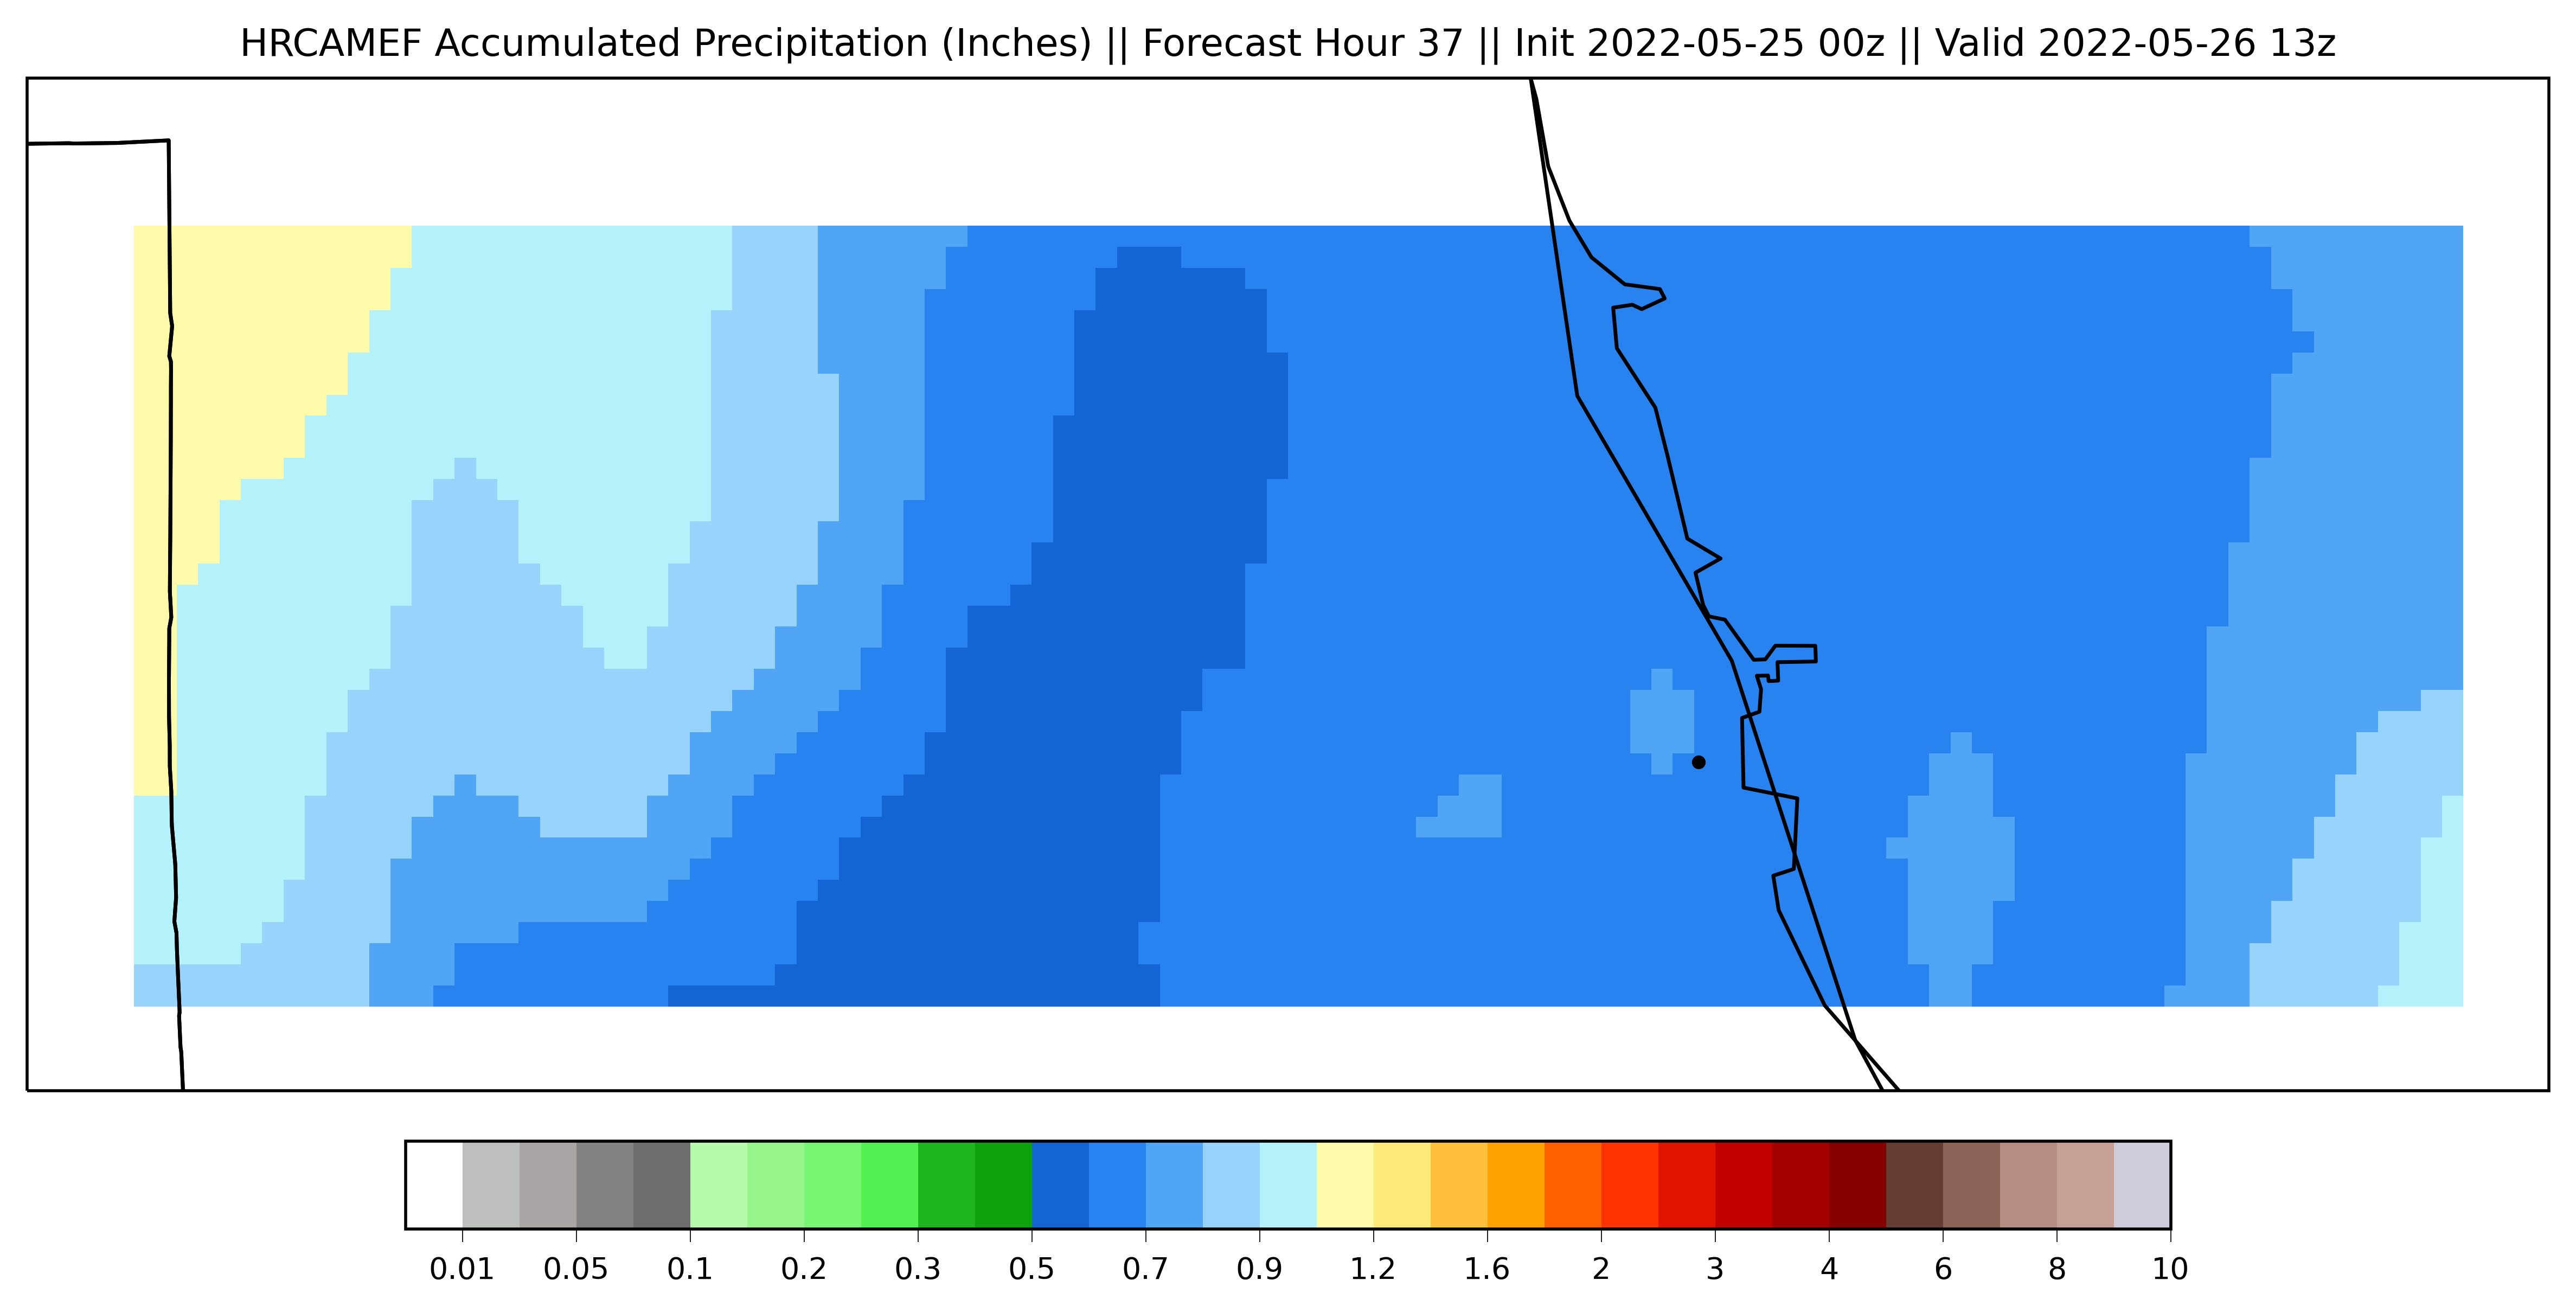 HRCAMEF Accumulated Precipitation (Inches) || Forecast Hour 37 || Init 2022-05-25 00z || Valid 2022-05-26 13z
0.01 0.05 0.1 0.2 0.3 0.5 0.7 0.9 1.2 1.6 2 3 4 6 8 10